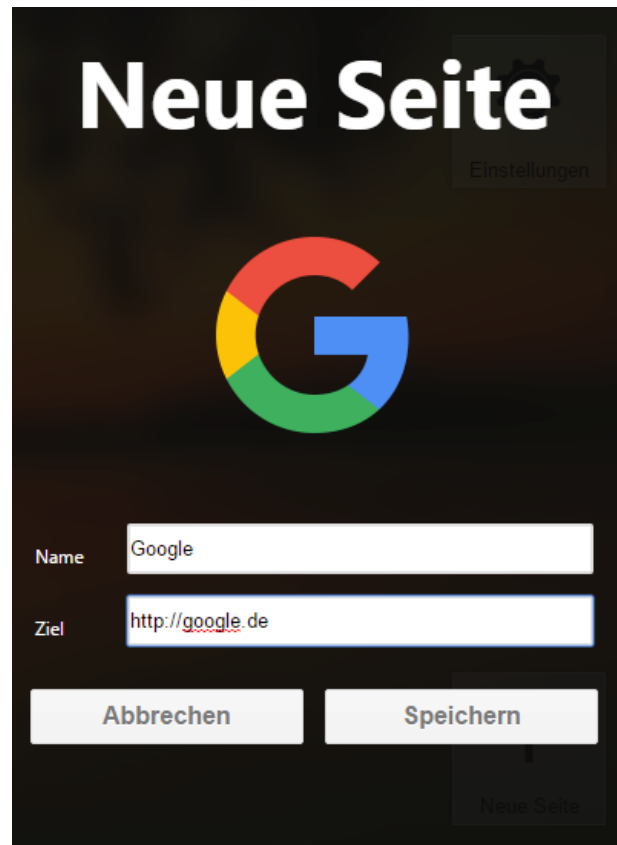 Neue Seite
Einstellungen
Name Google
Ziel http://google.de
Abbrechen Speichern
Neue Seite